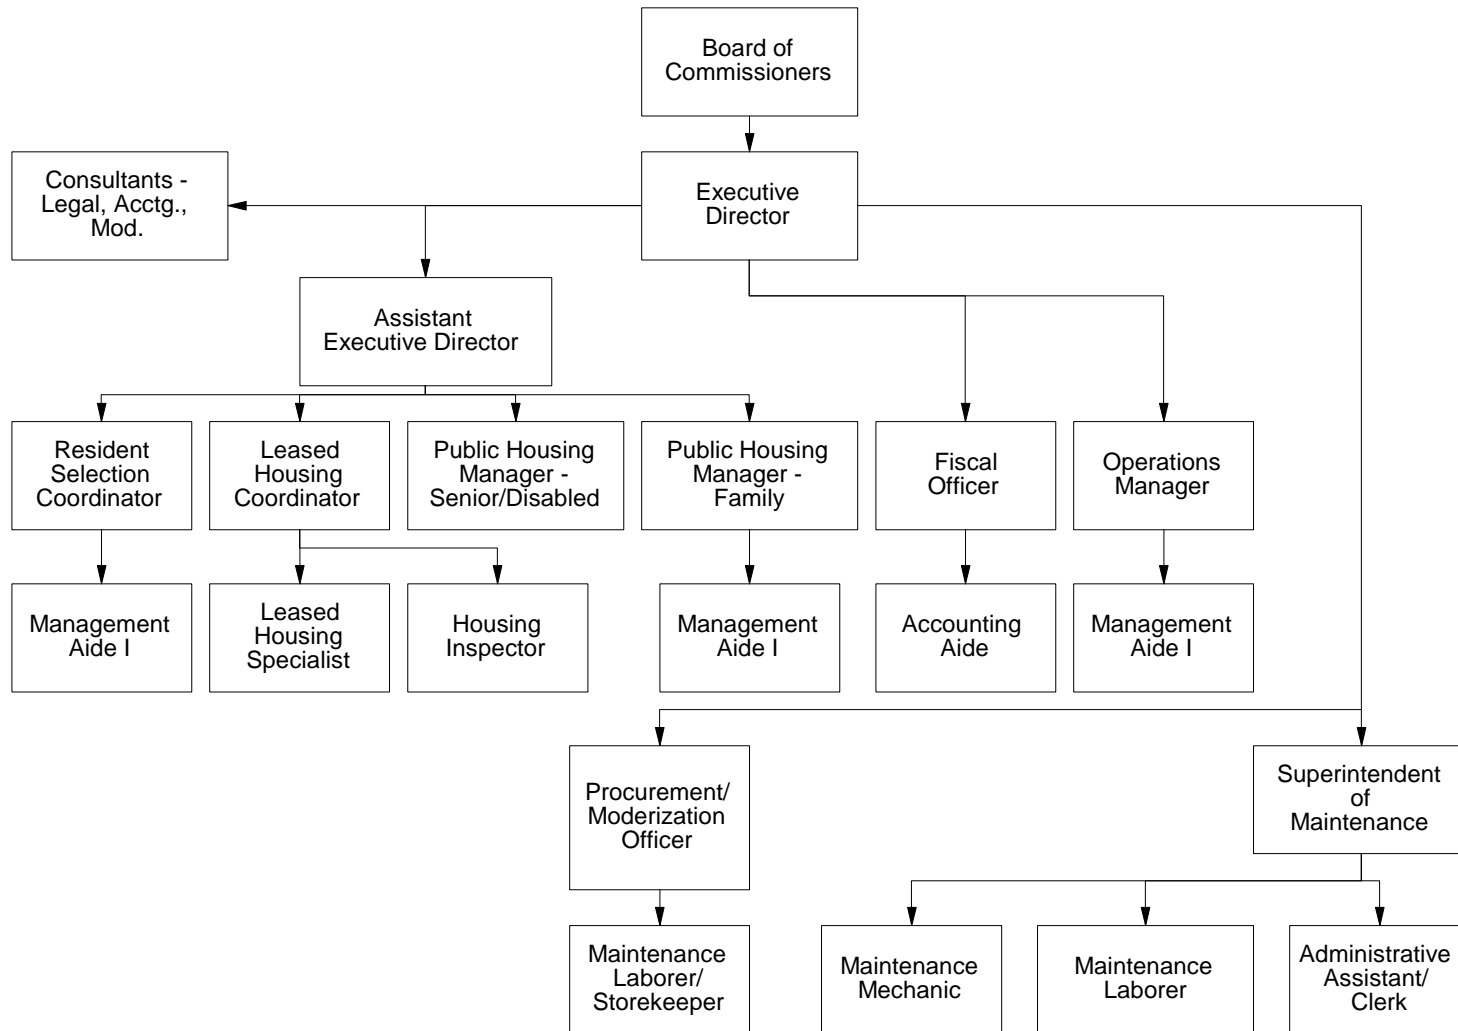 Board of
Commissioners
Consultants -
Legal, Acctg.,
Mod.
Executive
Director
Assistant
Executive Director
Resident
Selection
Coordinator
Leased
Housing
Coordinator
Public Housing
Manager -
Senior/Disabled
Public Housing
Manager -
Family
Fiscal
Officer
Operations
Manager
Management
Aide I
Leased
Housing
Specialist
Housing
Inspector
Management
Aide I
Accounting
Aide
Management
Aide I
Procurement/
Moderization
Officer
Superintendent
of
Maintenance
Maintenance
Laborer/
Storekeeper
Maintenance
Mechanic
Maintenance
Laborer
Administrative
Assistant/
Clerk